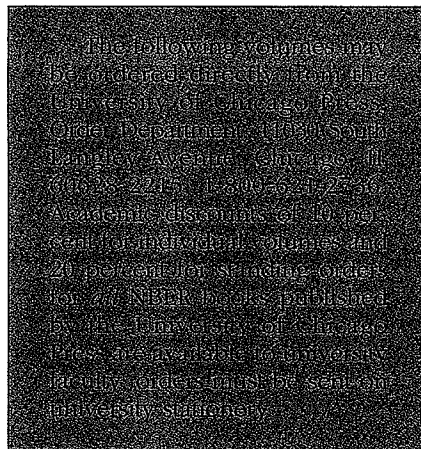 The following volumes may
be ordered directly from the
University of Chicago Press,
Order Department, 11030 South
Langley Avenue, Chicago, IL
60628-2215; 1-800-621-2736.
Academic discounts of 10 per-
cent for individual volumes and
20 percent for standing orders
for all NBER books published
by the University of Chicago
Press are available to university
faculty; orders must be sent on
university stationery.